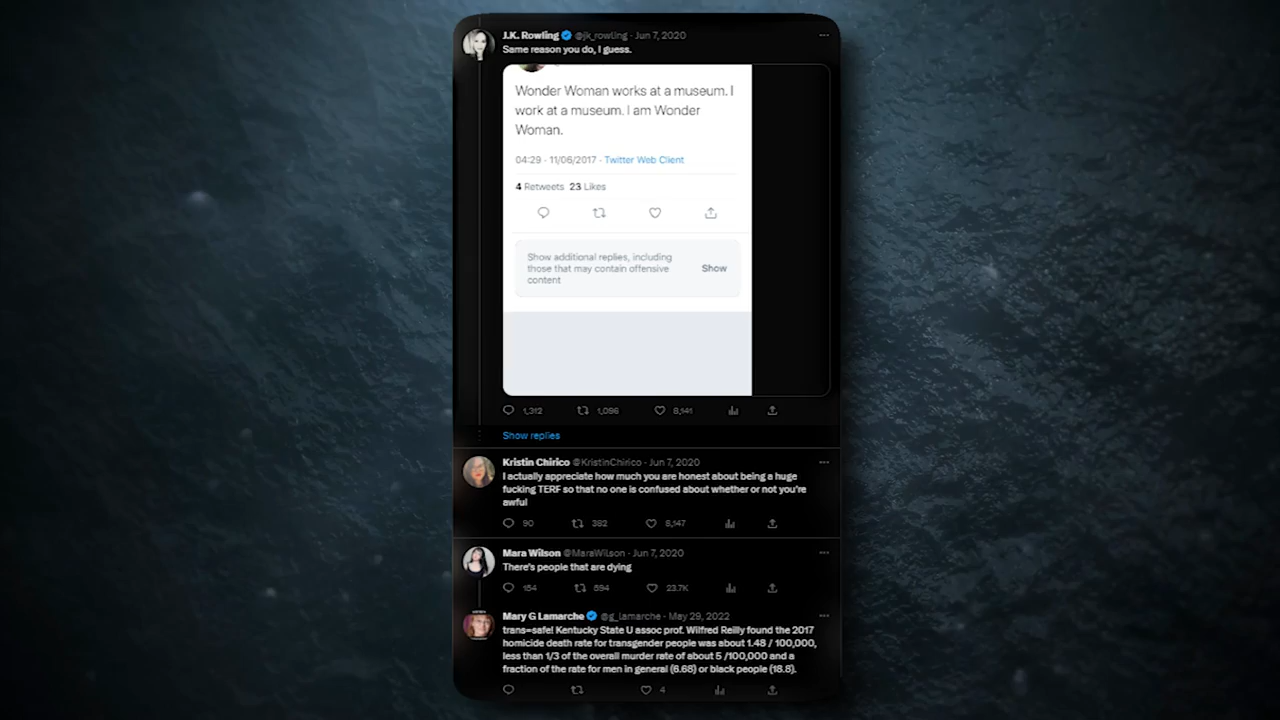 J.K. Rowling @jk_rowling · Jun 7, 2020
Same reason you do, I guess.
Wonder Woman works at a museum. I
work at a museum. I am Wonder
Woman.
04:29 · 11/06/2017 · Twitter Web Client
4 Retweets 23 Likes
Show additional replies, including
those that may contain offensive
content
Show
1,312 1,096 8,141
Show replies
Kristin Chirico @KristinChirico · Jun 7, 2020
I actually appreciate how much you are honest about being a huge
fucking TERF so that no one is confused about whether or not you're
awful
90 382 6,147
Mara Wilson @MaraWilson · Jun 7, 2020
There's people that are dying
184 894 23.7K
Mary G Lamarche @g_lamarche · May 29, 2022
trans=safe! Kentucky State U assoc prof. Wilfred Reilly found the 2017
homicide death rate for transgender people was about 1.48 / 100,000,
less than 1/3 of the overall murder rate of about 5 /100,000 and a
fraction of the rate for men in general (6.68) or black people (18.8).
4